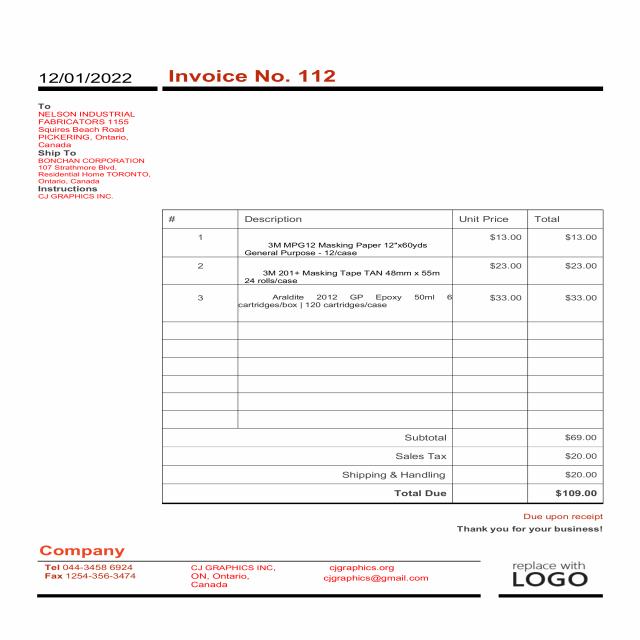 12/01/2022
Invoice No. 112
To
NELSON INDUSTRIAL
FABRICATORS 1155
Squires Beach Road
PICKERING, Ontario,
Canada
Ship To
BONCHAN CORPORATION
107 Strathmore Blvd,
Residential Home TORONTO,
Ontario, Canada
Instructions
CJ GRAPHICS INC.
# Description Unit Price Total
1 3M MPG12 Masking Paper 12"x60yds $13.00 $13.00
General Purpose - 12/case
2 3M 201+ Masking Tape TAN 48mm x 55m $23.00 $23.00
24 rolls/case
3 Araldite 2012 GP Epoxy 50ml 6 $33.00 $33.00
cartridges/box | 120 cartridges/case
Subtotal $69.00
Sales Tax $20.00
Shipping & Handling $20.00
Total Due $109.00
Due upon receipt
Thank you for your business!
Company
Tel 044-3458 6924
Fax 1254-356-3474
CJ GRAPHICS INC,
ON, Ontario,
Canada
cjgraphics.org
cjgraphics@gmail.com
replace with
LOGO